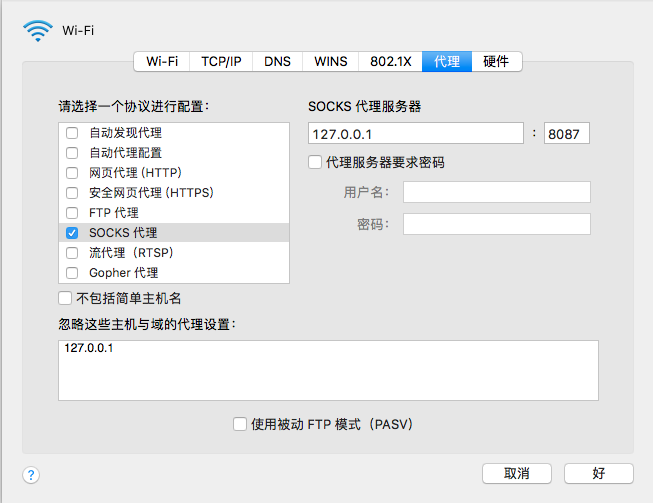 Wi-Fi
Wi-Fi TCP/IP DNS WINS 802.1X 代理 硬件
请选择一个协议进行配置：
自动发现代理
自动代理配置
网页代理 (HTTP)
安全网页代理 (HTTPS)
FTP 代理
SOCKS 代理
流代理（RTSP）
Gopher 代理
SOCKS 代理服务器
127.0.0.1 : 8087
代理服务器要求密码
用户名：
密码：
不包括简单主机名
忽略这些主机与域的代理设置：
127.0.0.1
使用被动 FTP 模式（PASV）
? 取消 好